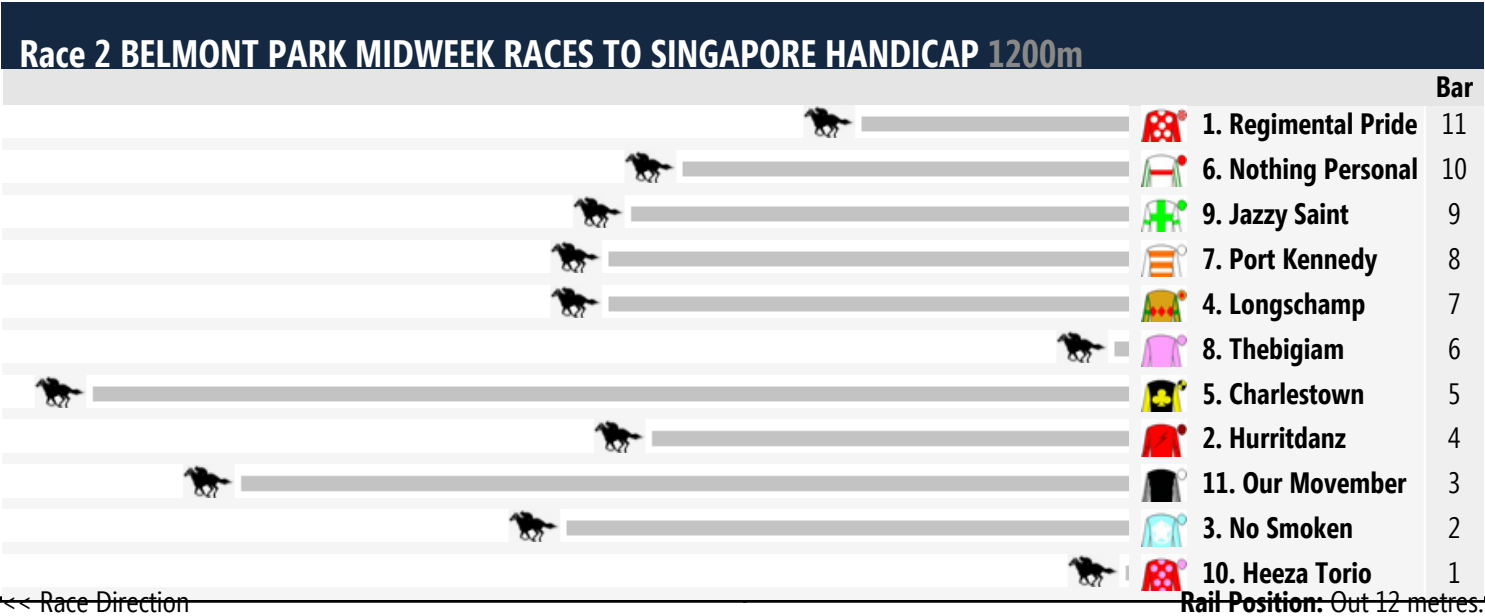 Race 2 BELMONT PARK MIDWEEK RACES TO SINGAPORE HANDICAP 1200m
Bar
1. Regimental Pride 11
6. Nothing Personal 10
9. Jazzy Saint 9
7. Port Kennedy 8
4. Longschamp 7
8. Thebigiam 6
5. Charlestown 5
2. Hurritdanz 4
11. Our Movember 3
3. No Smoken 2
10. Heeza Torio 1
<< Race Direction Rail Position: Out 12 metres.